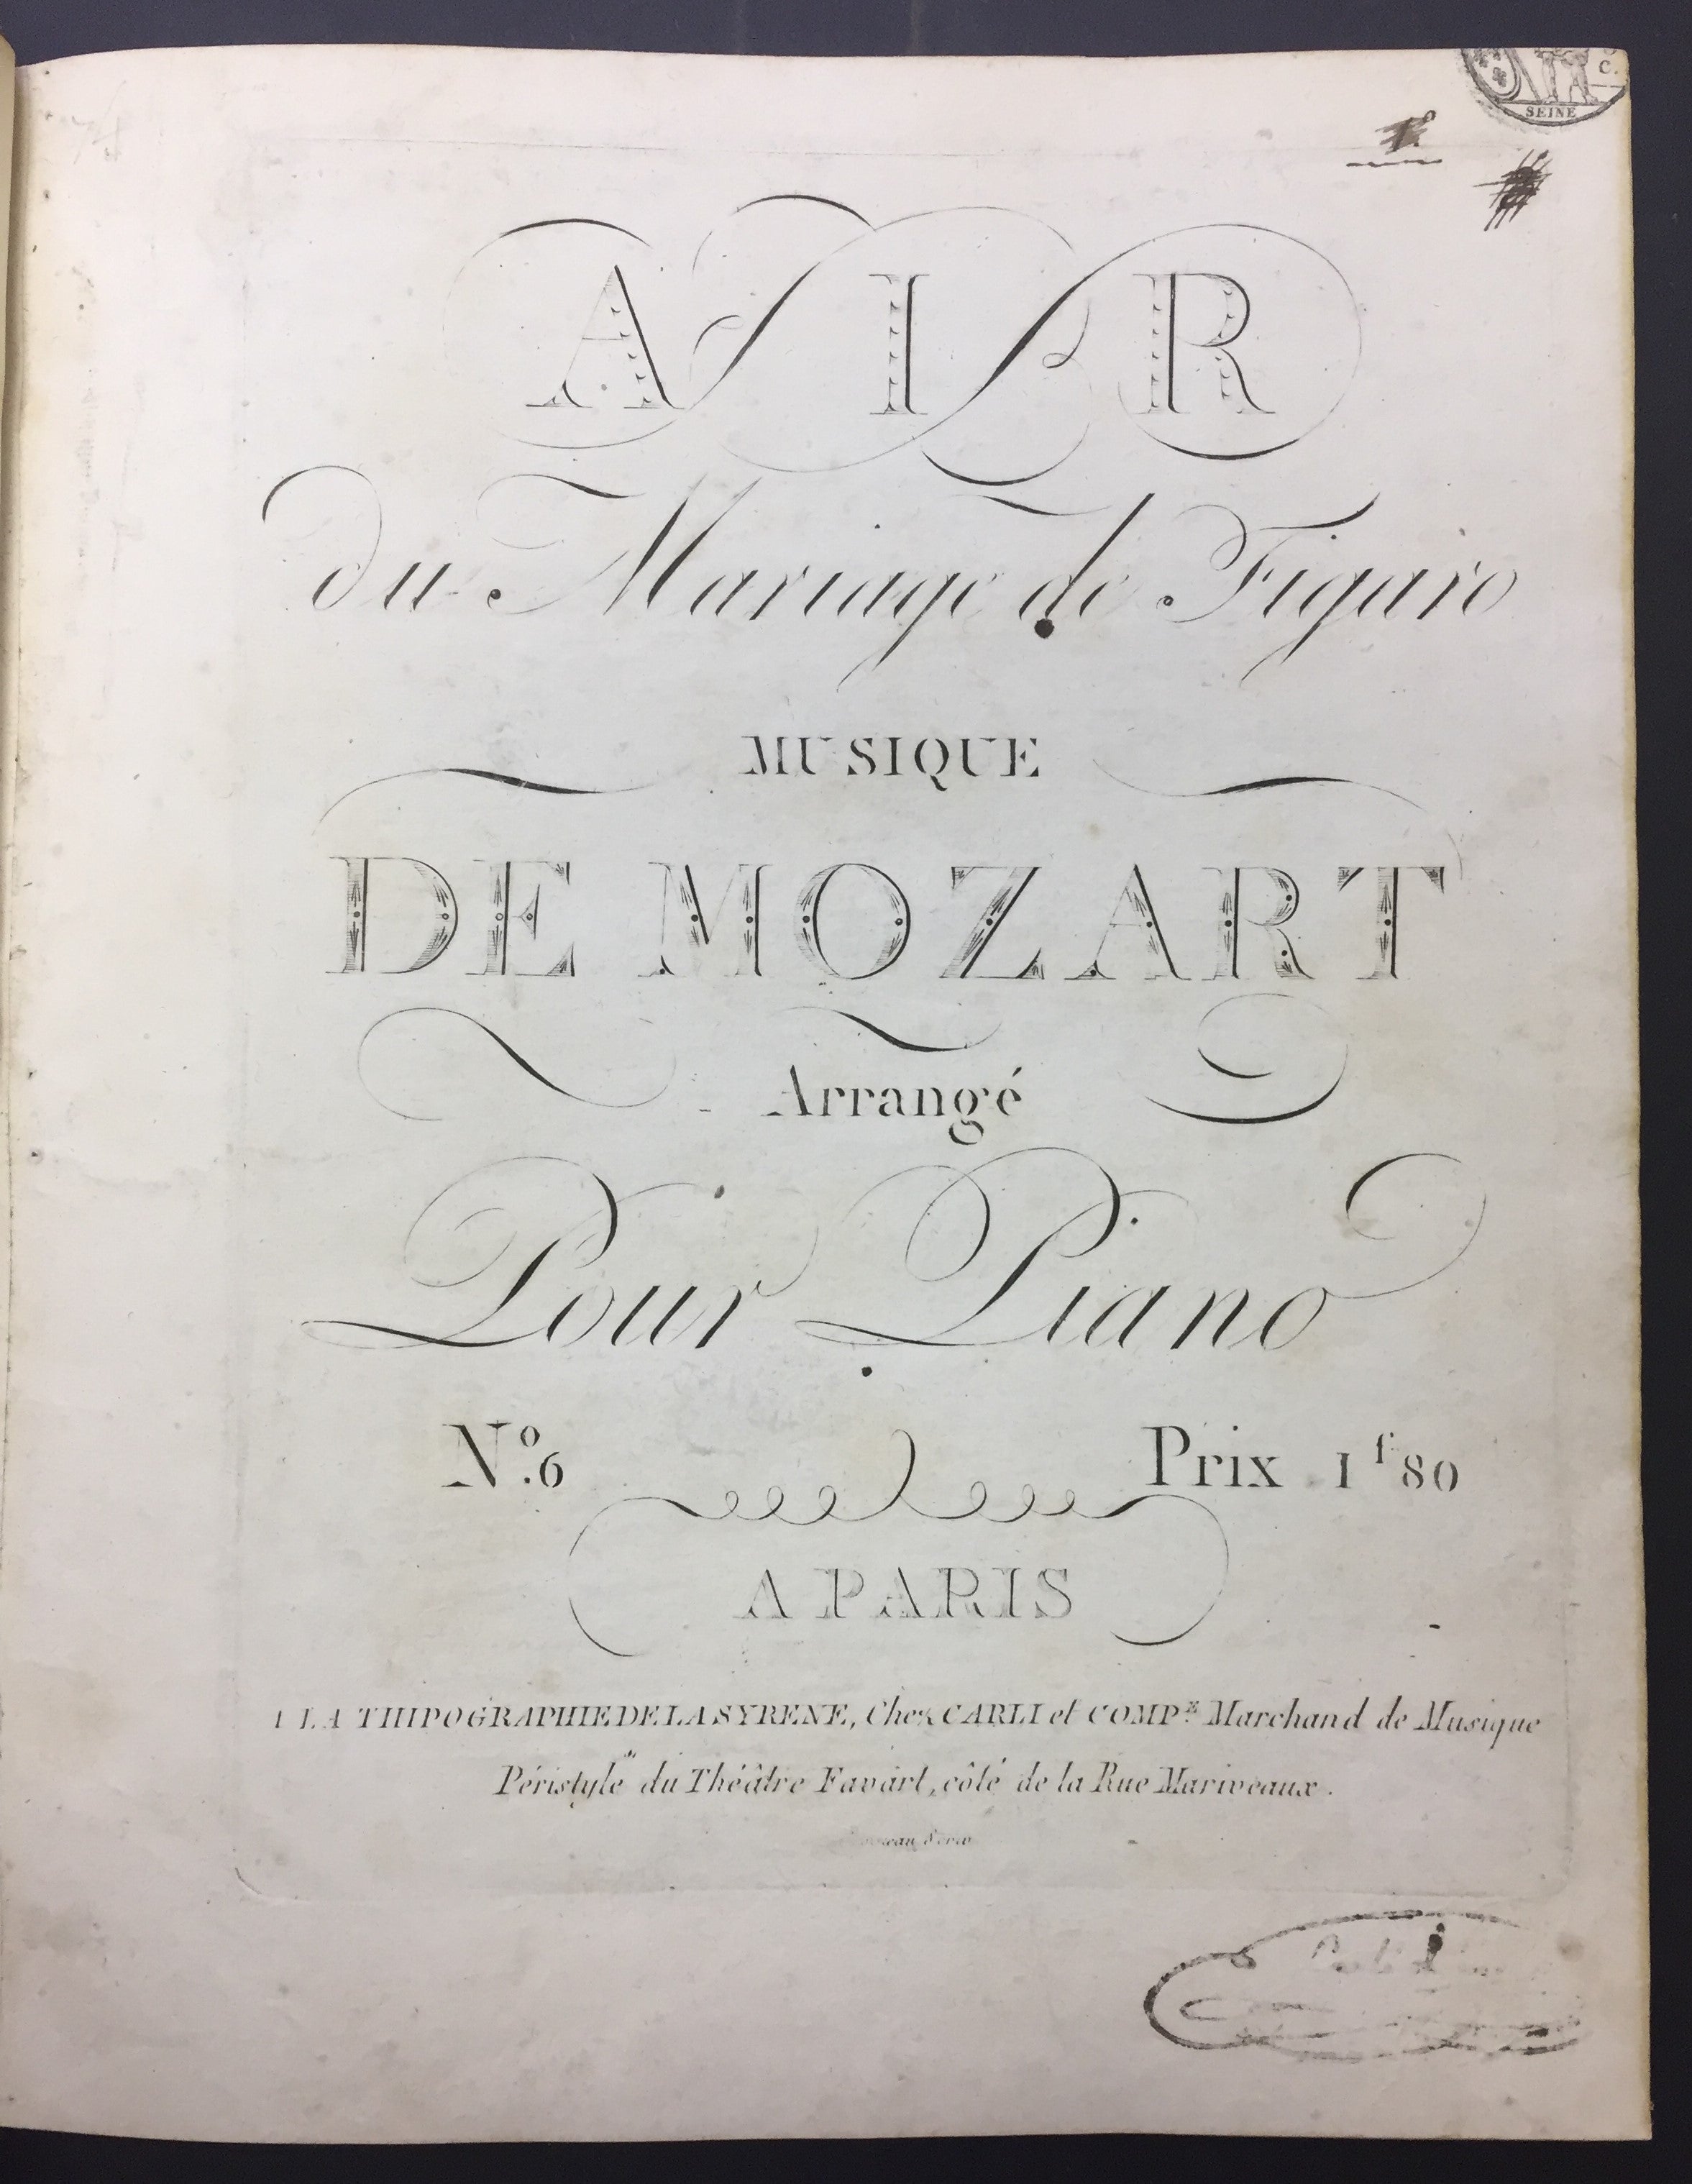 C.
SEINE
AIR
du Mariage de Figaro
MUSIQUE
DE MOZART
Arrangé
Pour Piano
N.º 6 Prix 1f 80
A PARIS
A LA THIPOGRAPHIE DE LA SYRENE, Chez CARLI et COMP.e Marchand de Musique
Péristyle du Théâtre Favart, côté de la Rue Mariveaux.